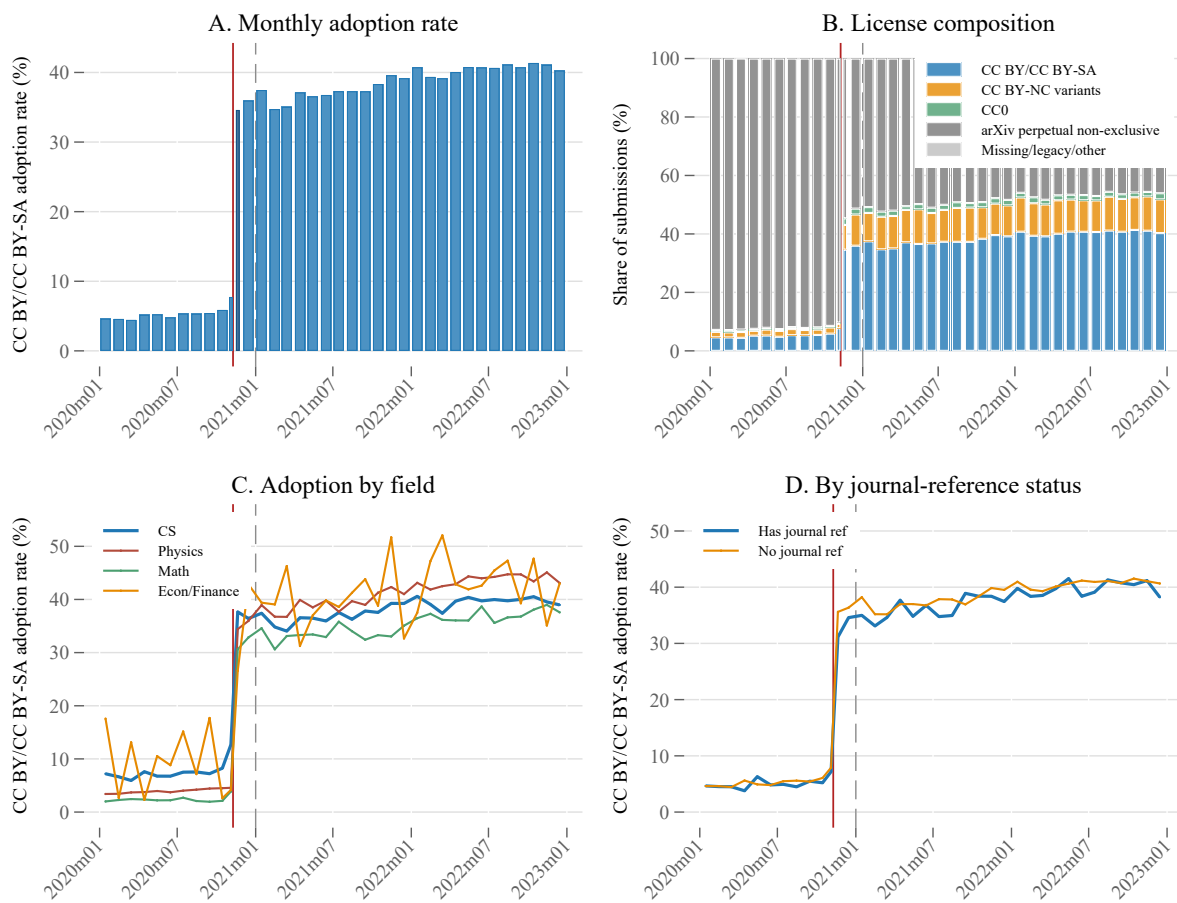 A. Monthly adoption rate
CC BY/CC BY-SA adoption rate (%)
40
30
20
10
0
2020m01
2020m07
2021m01
2021m07
2022m01
2022m07
2023m01
B. License composition
Share of submissions (%)
100
80
60
40
20
0
CC BY/CC BY-SA
CC BY-NC variants
CC0
arXiv perpetual non-exclusive
Missing/legacy/other
2020m01
2020m07
2021m01
2021m07
2022m01
2022m07
2023m01
C. Adoption by field
CC BY/CC BY-SA adoption rate (%)
50
40
30
20
10
0
CS
Physics
Math
Econ/Finance
2020m01
2020m07
2021m01
2021m07
2022m01
2022m07
2023m01
D. By journal-reference status
CC BY/CC BY-SA adoption rate (%)
50
40
30
20
10
0
Has journal ref
No journal ref
2020m01
2020m07
2021m01
2021m07
2022m01
2022m07
2023m01